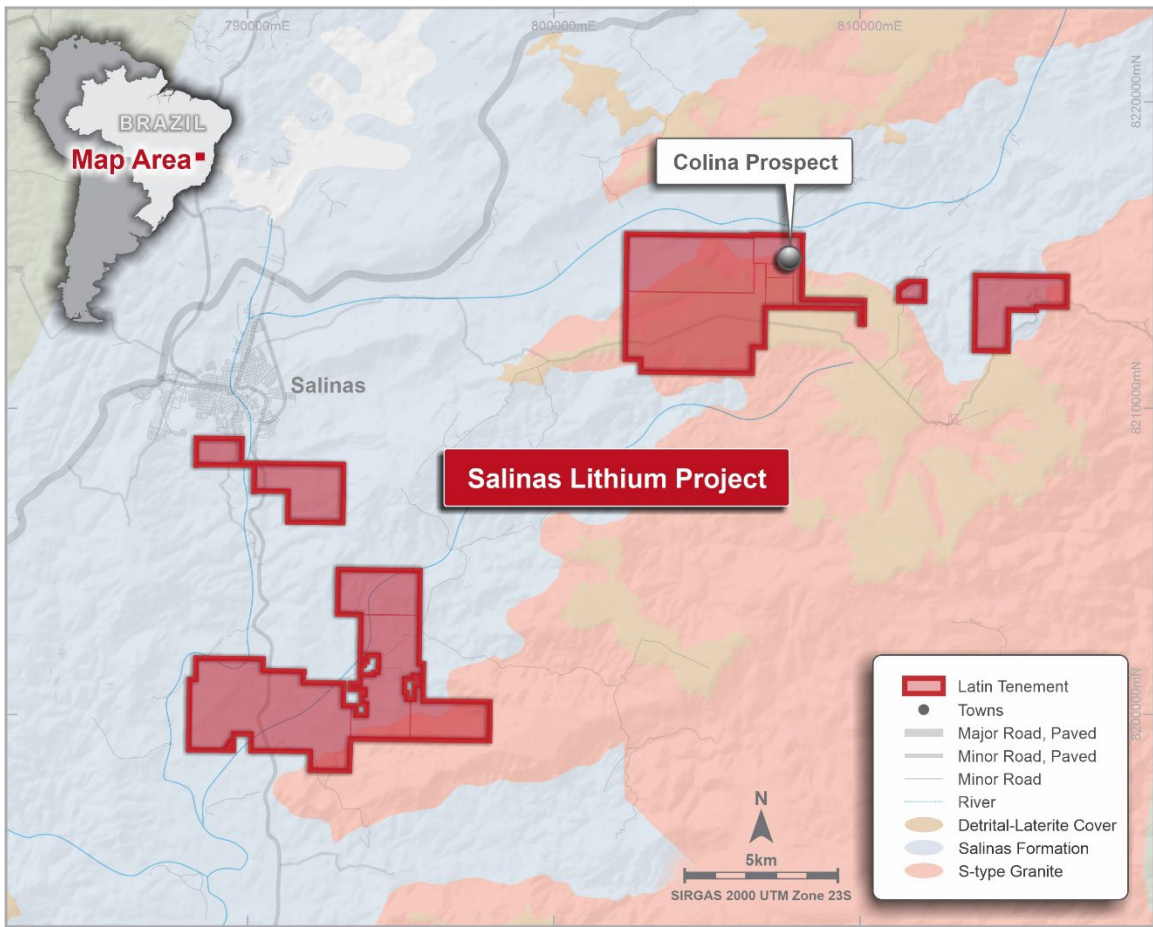 790000mE
800000mE
810000mE
8220000mN
BRAZIL
Map Area
Colina Prospect
Salinas
8210000mN
Salinas Lithium Project
8200000mN
Latin Tenement
Towns
Major Road, Paved
Minor Road, Paved
Minor Road
River
Detrital-Laterite Cover
Salinas Formation
S-type Granite
N
5km
SIRGAS 2000 UTM Zone 23S